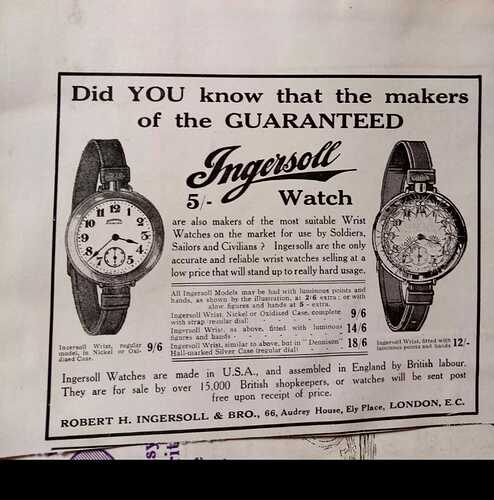 Did YOU know that the makers
of the GUARANTEED
Ingersoll
5/- Watch
are also makers of the most suitable Wrist
Watches on the market for use by Soldiers,
Sailors and Civilians ? Ingersolls are the only
accurate and reliable wrist watches selling at a
low price that will stand up to really hard usage.
All Ingersoll Models may be had with luminous points and
hands, as shown by the illustration, at 2/6 extra; or with
glow figures and hands at 5/- extra.
Ingersoll Wrist, Nickel or Oxidised Case, complete
with strap (regular dial) 9/6
Ingersoll Wrist, as above, fitted with luminous
figures and hands 14/6
Ingersoll Wrist, similar to above, but in "Dennison"
Hall-marked Silver Case (regular dial) 18/6
Ingersoll Wrist, regular
model, in Nickel or Oxi-
dised Case. 9/6
Ingersoll Wrist, fitted with
luminous points and hands 12/-
Ingersoll Watches are made in U.S.A., and assembled in England by British labour.
They are for sale by over 15,000 British shopkeepers, or watches will be sent post
free upon receipt of price.
ROBERT H. INGERSOLL & BRO., 66, Audrey House, Ely Place, LONDON, E.C.